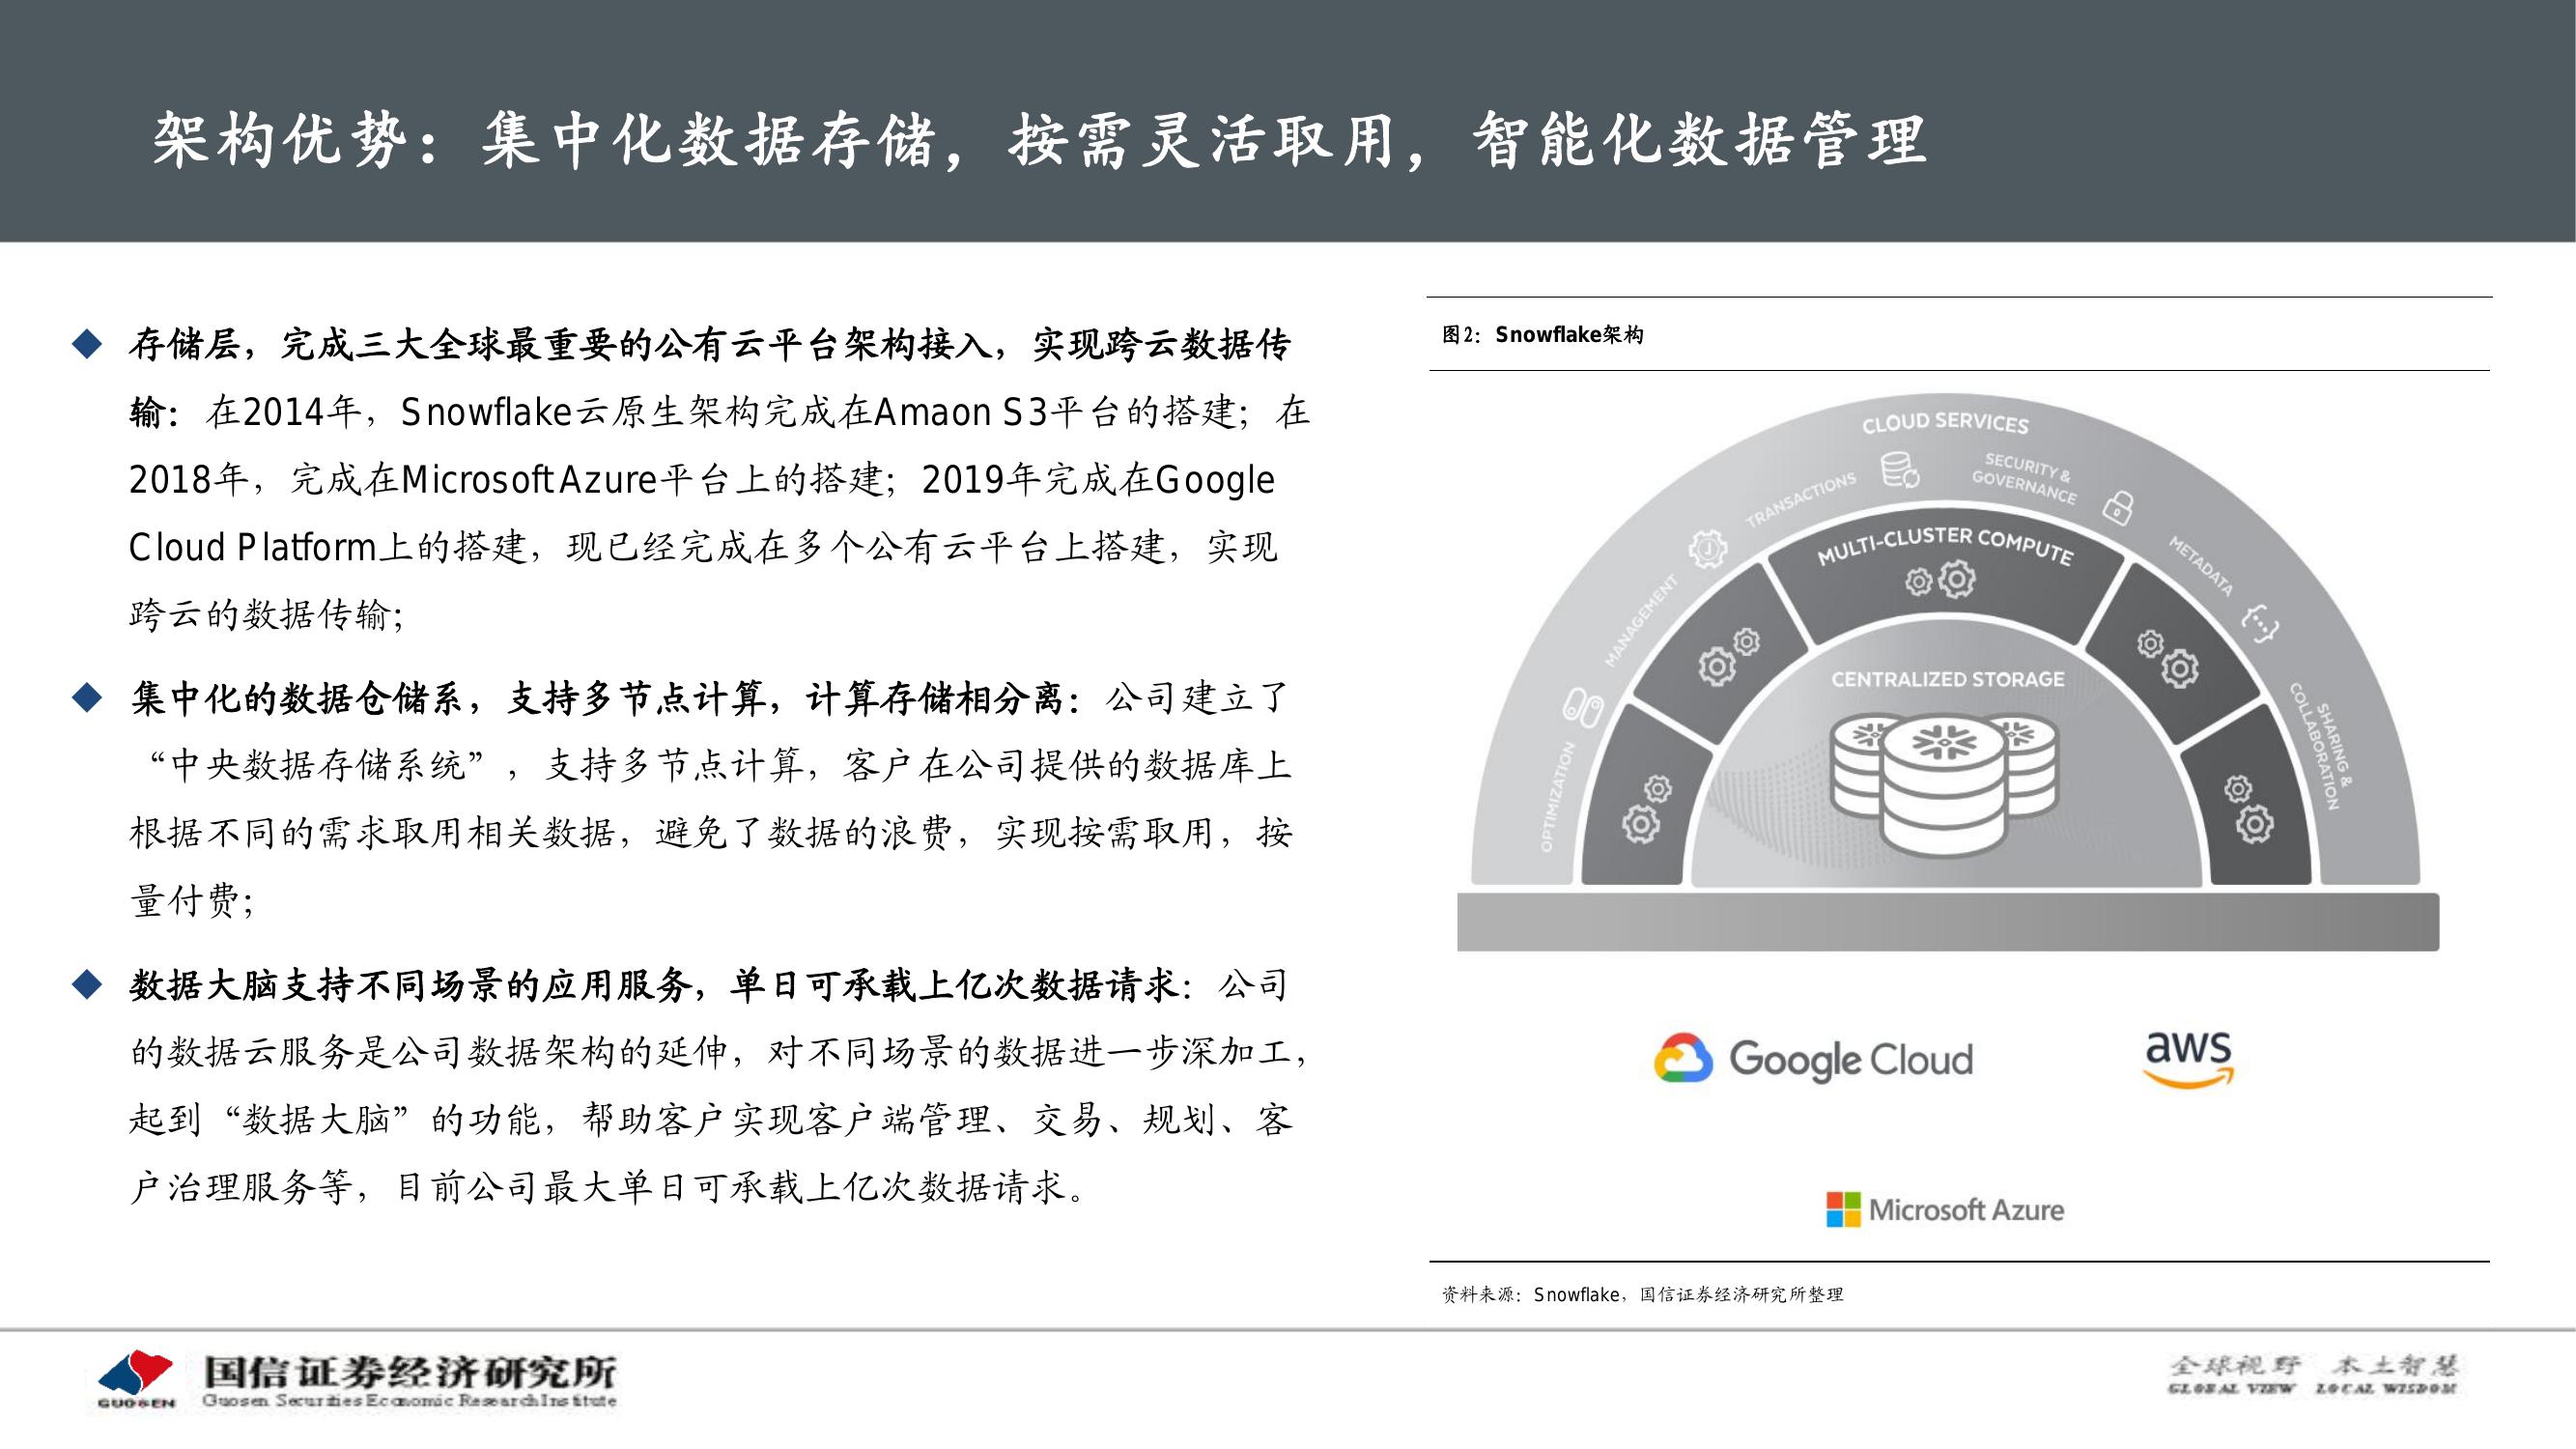 架构优势：集中化数据存储，按需灵活取用，智能化数据管理
存储层，完成三大全球最重要的公有云平台架构接入，实现跨云数据传
输：在2014年，Snowflake云原生架构完成在Amaon S3平台的搭建；在
2018年，完成在Microsoft Azure平台上的搭建；2019年完成在Google
Cloud Platform上的搭建，现已经完成在多个公有云平台上搭建，实现
跨云的数据传输；
集中化的数据仓储系，支持多节点计算，计算存储相分离：公司建立了
“中央数据存储系统”，支持多节点计算，客户在公司提供的数据库上
根据不同的需求取用相关数据，避免了数据的浪费，实现按需取用，按
量付费；
数据大脑支持不同场景的应用服务，单日可承载上亿次数据请求：公司
的数据云服务是公司数据架构的延伸，对不同场景的数据进一步深加工，
起到“数据大脑”的功能，帮助客户实现客户端管理、交易、规划、客
户治理服务等，目前公司最大单日可承载上亿次数据请求。
图2：Snowflake架构
CLOUD SERVICES
OPTIMIZATION
MANAGEMENT
TRANSACTIONS
SECURITY &
GOVERNANCE
METADATA
SHARING &
COLLABORATION
MULTI-CLUSTER COMPUTE
CENTRALIZED STORAGE
Google Cloud
aws
Microsoft Azure
资料来源：Snowflake，国信证券经济研究所整理
GUOSEN
国信证券经济研究所
Guosen Securities Economic Research Institute
全球视野 本土智慧
GLOBAL VIEW LOCAL WISDOM